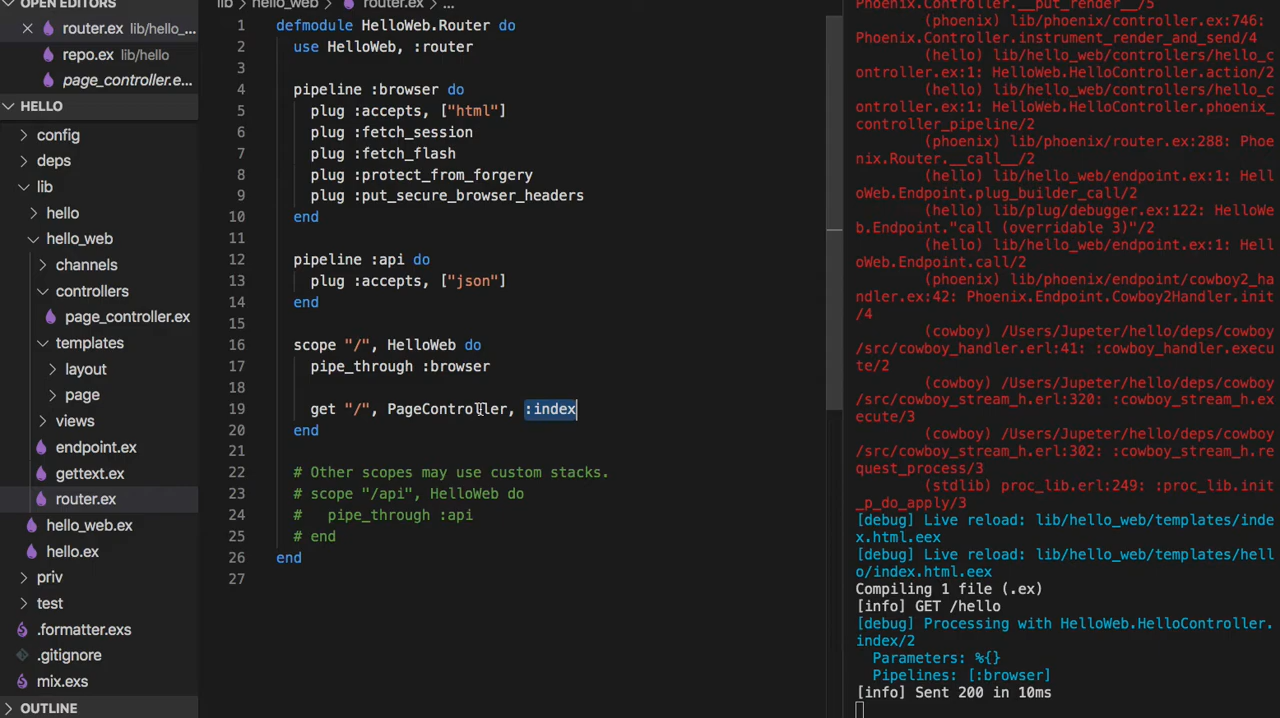 OPEN EDITORS
router.ex lib/hello_...
repo.ex lib/hello
page_controller.e...
HELLO
config
deps
lib
hello
hello_web
channels
controllers
page_controller.ex
templates
layout
page
views
endpoint.ex
gettext.ex
router.ex
hello_web.ex
hello.ex
priv
test
.formatter.exs
.gitignore
mix.exs
OUTLINE
lib > hello_web > router.ex > ...
1 defmodule HelloWeb.Router do
2 use HelloWeb, :router
3
4 pipeline :browser do
5 plug :accepts, ["html"]
6 plug :fetch_session
7 plug :fetch_flash
8 plug :protect_from_forgery
9 plug :put_secure_browser_headers
10 end
11
12 pipeline :api do
13 plug :accepts, ["json"]
14 end
15
16 scope "/", HelloWeb do
17 pipe_through :browser
18
19 get "/", PageController, :index
20 end
21
22 # Other scopes may use custom stacks.
23 # scope "/api", HelloWeb do
24 #   pipe_through :api
25 # end
26 end
27
Phoenix.Controller.__put_render__/5
(phoenix) lib/phoenix/controller.ex:746:
Phoenix.Controller.instrument_render_and_send/4
(hello) lib/hello_web/controllers/hello_c
ontroller.ex:1: HelloWeb.HelloController.action/2
(hello) lib/hello_web/controllers/hello_c
ontroller.ex:1: HelloWeb.HelloController.phoenix_
controller_pipeline/2
(phoenix) lib/phoenix/router.ex:288: Phoe
nix.Router.__call__/2
(hello) lib/hello_web/endpoint.ex:1: Hell
oWeb.Endpoint.plug_builder_call/2
(hello) lib/plug/debugger.ex:122: HelloWe
b.Endpoint."call (overridable 3)"/2
(hello) lib/hello_web/endpoint.ex:1: Hell
oWeb.Endpoint.call/2
(phoenix) lib/phoenix/endpoint/cowboy2_ha
ndler.ex:42: Phoenix.Endpoint.Cowboy2Handler.init
/4
(cowboy) /Users/Jupeter/hello/deps/cowboy
/src/cowboy_handler.erl:41: :cowboy_handler.execu
te/2
(cowboy) /Users/Jupeter/hello/deps/cowboy
/src/cowboy_stream_h.erl:320: :cowboy_stream_h.ex
ecute/3
(cowboy) /Users/Jupeter/hello/deps/cowboy
/src/cowboy_stream_h.erl:302: :cowboy_stream_h.re
quest_process/3
(stdlib) proc_lib.erl:249: :proc_lib.init
_p_do_apply/3
[debug] Live reload: lib/hello_web/templates/inde
x.html.eex
[debug] Live reload: lib/hello_web/templates/hell
o/index.html.eex
Compiling 1 file (.ex)
[info] GET /hello
[debug] Processing with HelloWeb.HelloController.
index/2
Parameters: %{}
Pipelines: [:browser]
[info] Sent 200 in 10ms